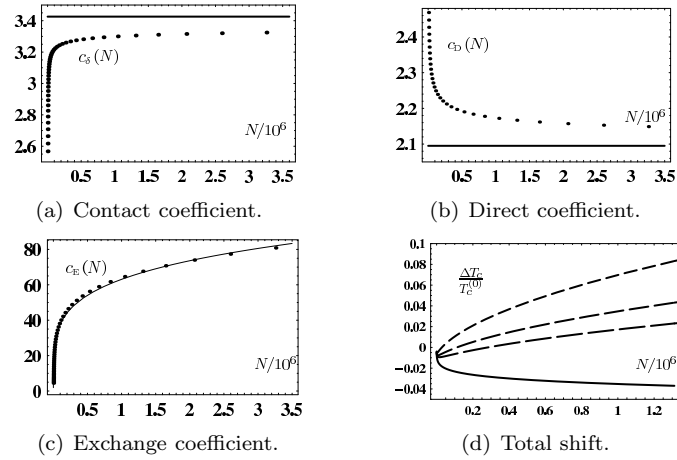 3.4
3.2
3
2.8
2.6
c_δ(N)
N/10^6
0.5 1 1.5 2 2.5 3 3.5
(a) Contact coefficient.
2.4
2.3
2.2
2.1
c_D(N)
N/10^6
0.5 1 1.5 2 2.5 3 3.5
(b) Direct coefficient.
80
60
40
20
0
c_E(N)
N/10^6
0.5 1 1.5 2 2.5 3 3.5
(c) Exchange coefficient.
0.1
0.08
0.06
0.04
0.02
0
−0.02
−0.04
ΔT_c
T_c^(0)
N/10^6
0.2 0.4 0.6 0.8 1 1.2
(d) Total shift.